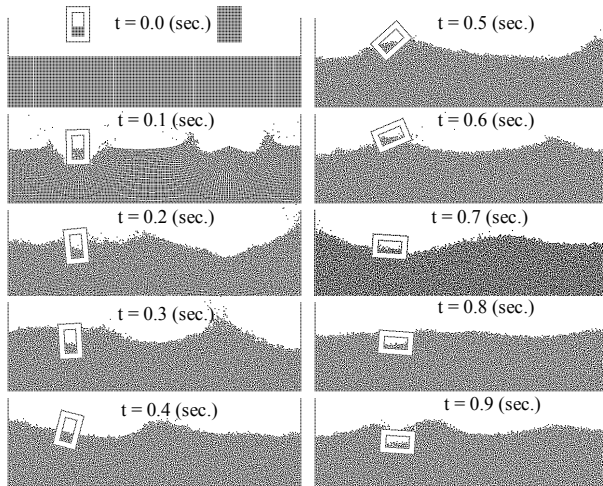 t = 0.0 (sec.)
t = 0.1 (sec.)
t = 0.2 (sec.)
t = 0.3 (sec.)
t = 0.4 (sec.)
t = 0.5 (sec.)
t = 0.6 (sec.)
t = 0.7 (sec.)
t = 0.8 (sec.)
t = 0.9 (sec.)